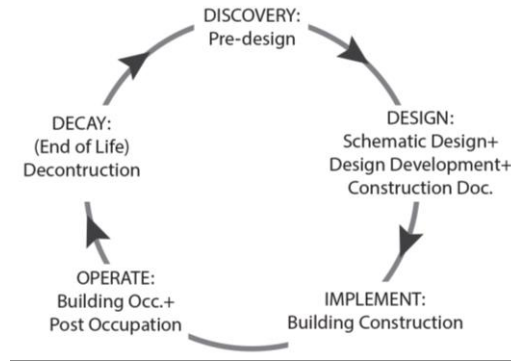 DISCOVERY:
Pre-design
DESIGN:
Schematic Design+
Design Development+
Construction Doc.
IMPLEMENT:
Building Construction
OPERATE:
Building Occ.+
Post Occupation
DECAY:
(End of Life)
Decontruction